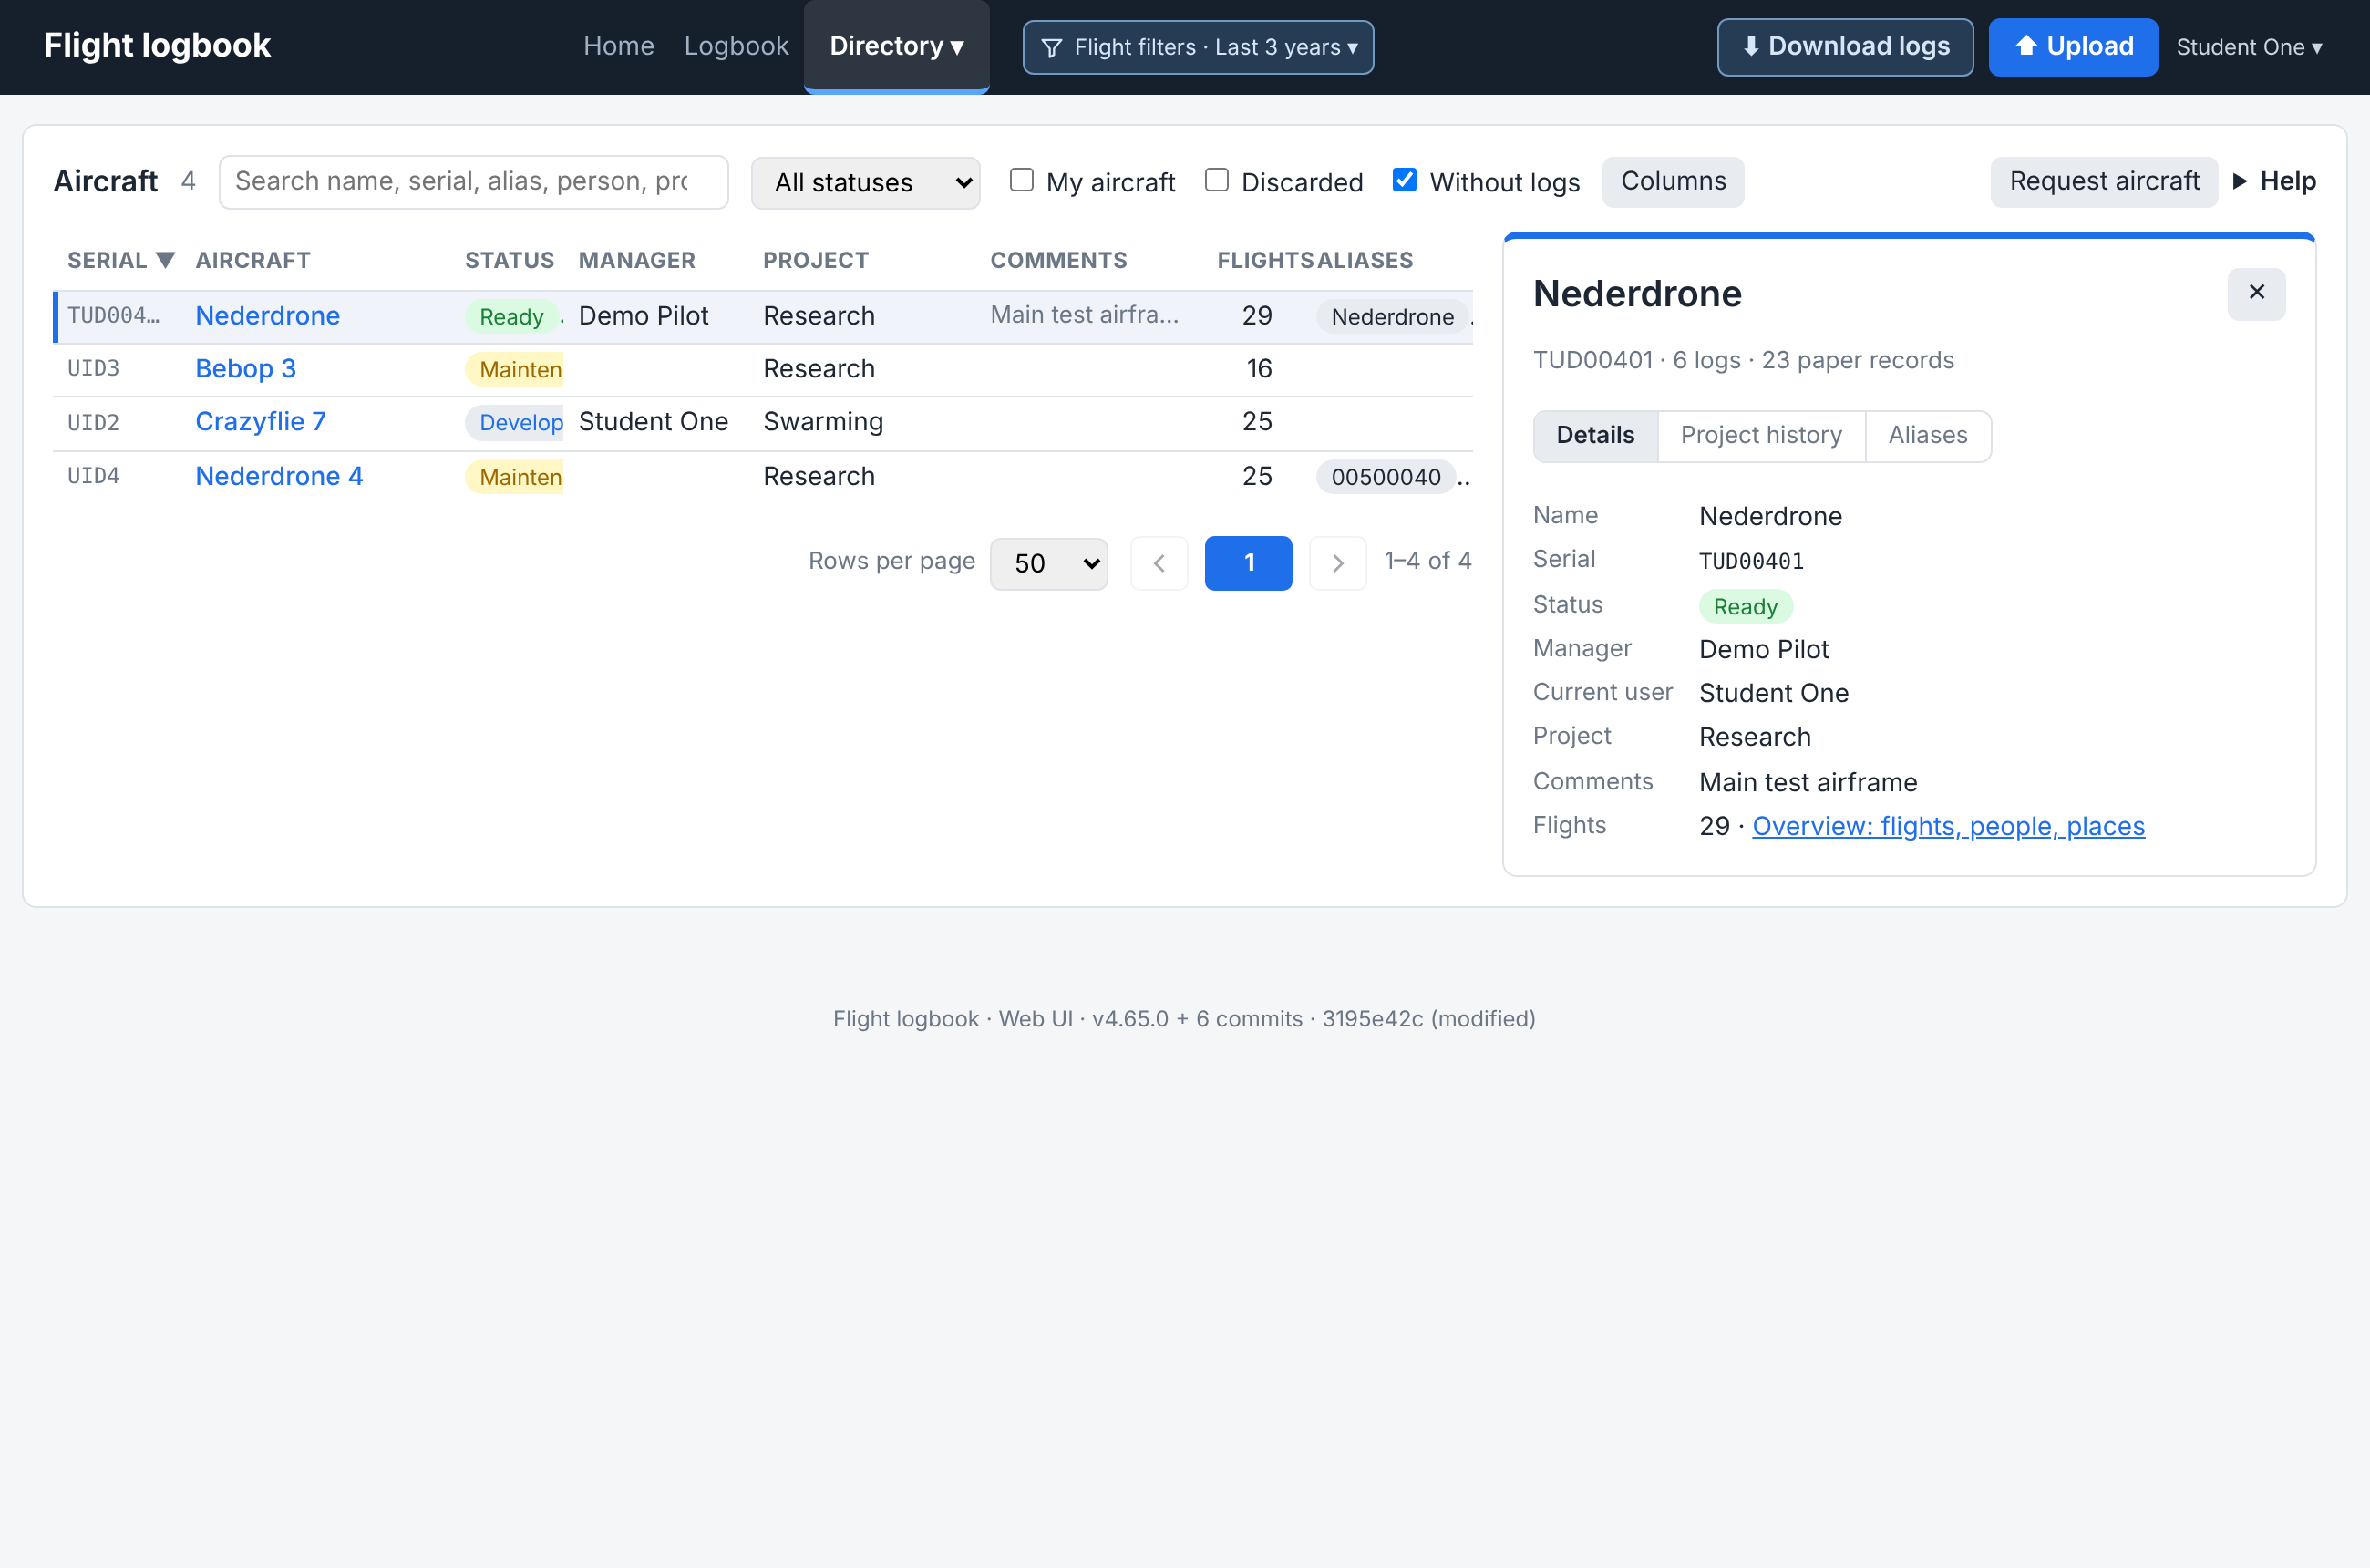 Flight logbook Home Logbook Directory ▾ Flight filters · Last 3 years ▾ ⬇ Download logs ⬆ Upload Student One ▾
Aircraft 4 Search name, serial, alias, person, prc All statuses My aircraft Discarded Without logs Columns Request aircraft ▶ Help
SERIAL ▼ AIRCRAFT STATUS MANAGER PROJECT COMMENTS FLIGHTS ALIASES
TUD004… Nederdrone Ready Demo Pilot Research Main test airfra... 29 Nederdrone
UID3 Bebop 3 Mainten Research 16
UID2 Crazyflie 7 Develop Student One Swarming 25
UID4 Nederdrone 4 Mainten Research 25 00500040 ..
Rows per page 50 1 1–4 of 4
Nederdrone ✕
TUD00401 · 6 logs · 23 paper records
Details Project history Aliases
Name Nederdrone
Serial TUD00401
Status Ready
Manager Demo Pilot
Current user Student One
Project Research
Comments Main test airframe
Flights 29 · Overview: flights, people, places
Flight logbook · Web UI · v4.65.0 + 6 commits · 3195e42c (modified)